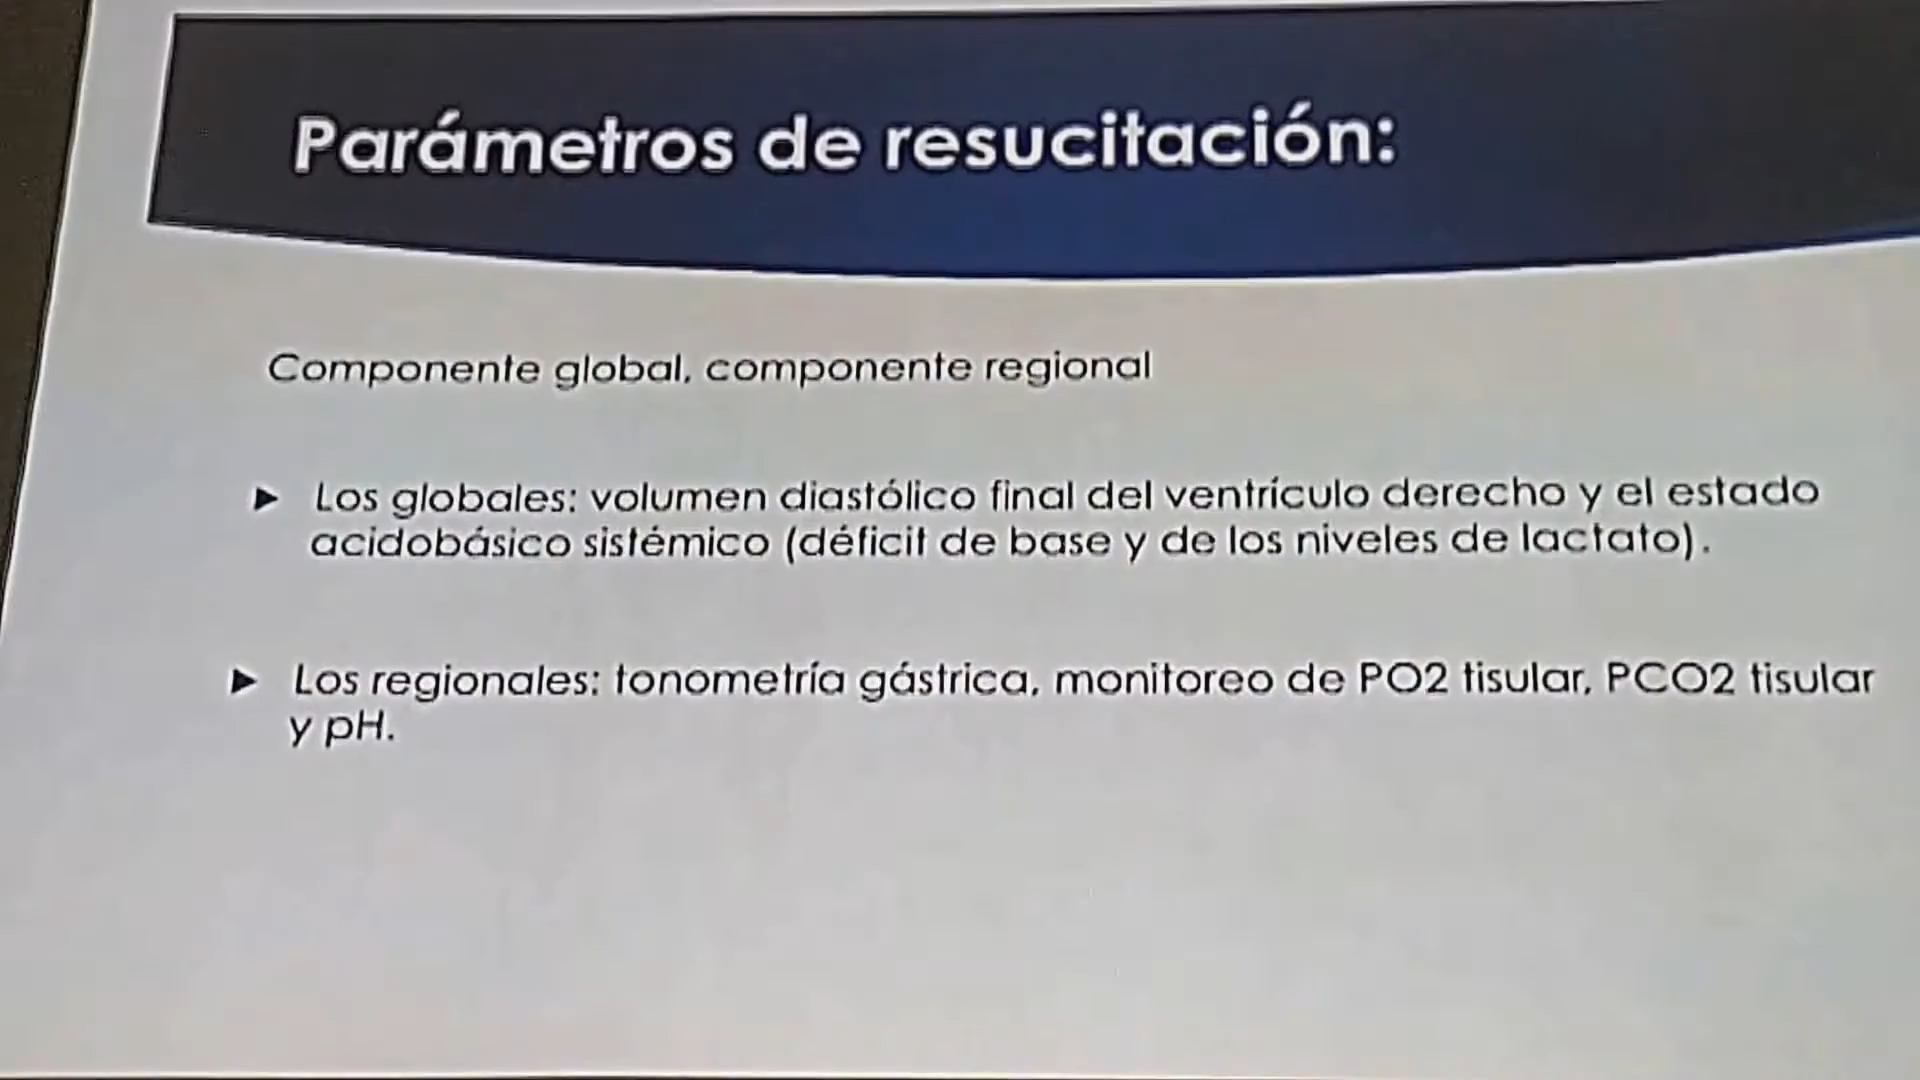 Parámetros de resucitación:
Componente global, componente regional
Los globales: volumen diastólico final del ventrículo derecho y el estado
acidobásico sistémico (déficit de base y de los niveles de lactato).
Los regionales: tonometría gástrica, monitoreo de PO2 tisular, PCO2 tisular
y pH.